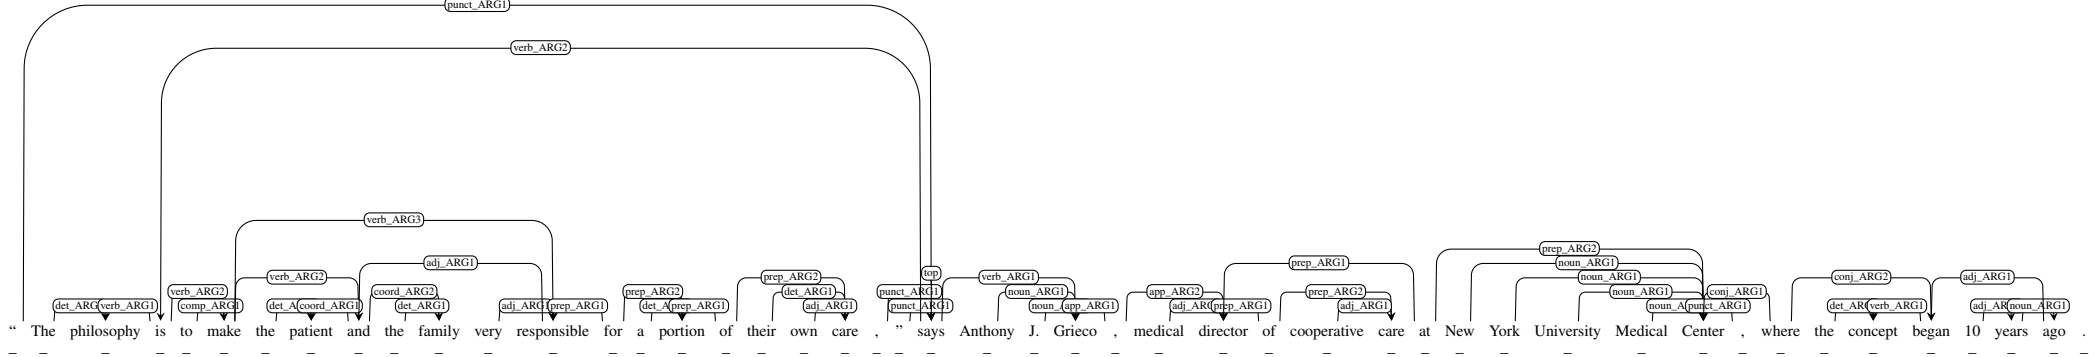 punct_ARG1
verb_ARG2
verb_ARG3
prep_ARG2
adj_ARG1 prep_ARG1 noun_ARG1
top
verb_ARG2 prep_ARG2 verb_ARG1 noun_ARG1 conj_ARG2 adj_ARG1
verb_ARG2 coord_ARG2 prep_ARG2 det_ARG1 punct_ARG1 noun_ARG1 app_ARG2 prep_ARG2 noun_ARG1 conj_ARG1
verb_ARG1 comp_ARG1 coord_ARG1 det_ARG1 prep_ARG1 prep_ARG1 adj_ARG1 punct_ARG1 app_ARG1 prep_ARG1 adj_ARG1 punct_ARG1 verb_ARG1 noun_ARG1
“ The philosophy is to make the patient and the family very responsible for a portion of their own care , ” says Anthony J. Grieco , medical director of cooperative care at New York University Medical Center , where the concept began 10 years ago .